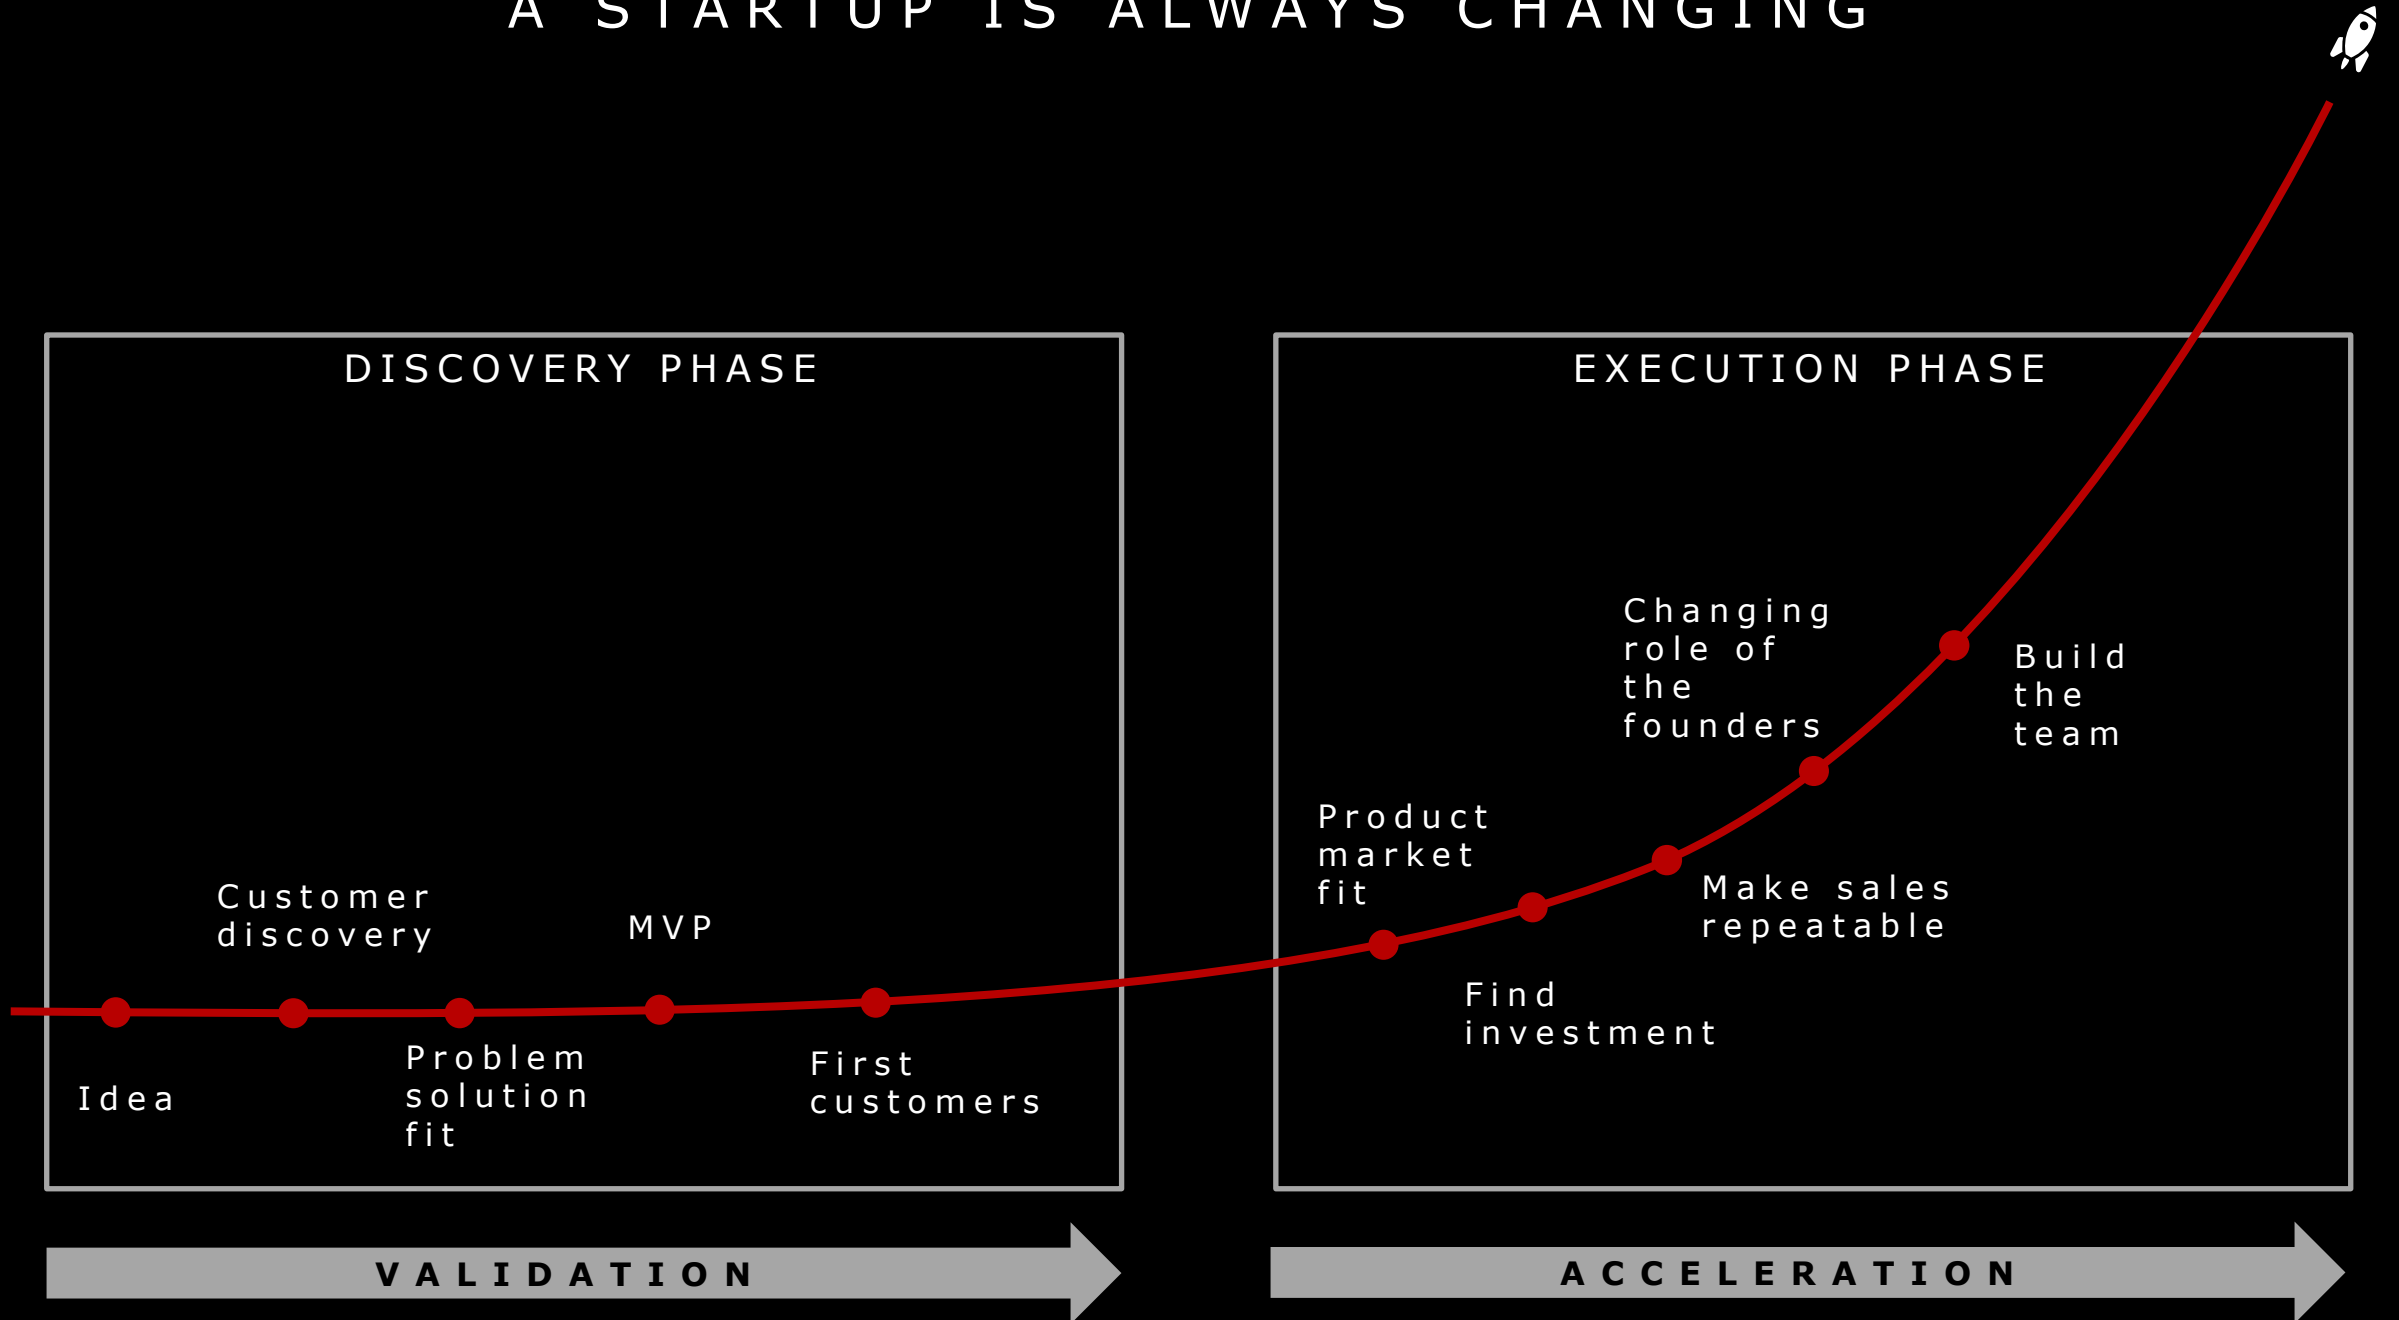 A STARTUP IS ALWAYS CHANGING
DISCOVERY PHASE
Idea
Customer
discovery
Problem
solution
fit
MVP
First
customers
VALIDATION
EXECUTION PHASE
Product
market
fit
Find
investment
Make sales
repeatable
Changing
role of
the
founders
Build
the
team
ACCELERATION